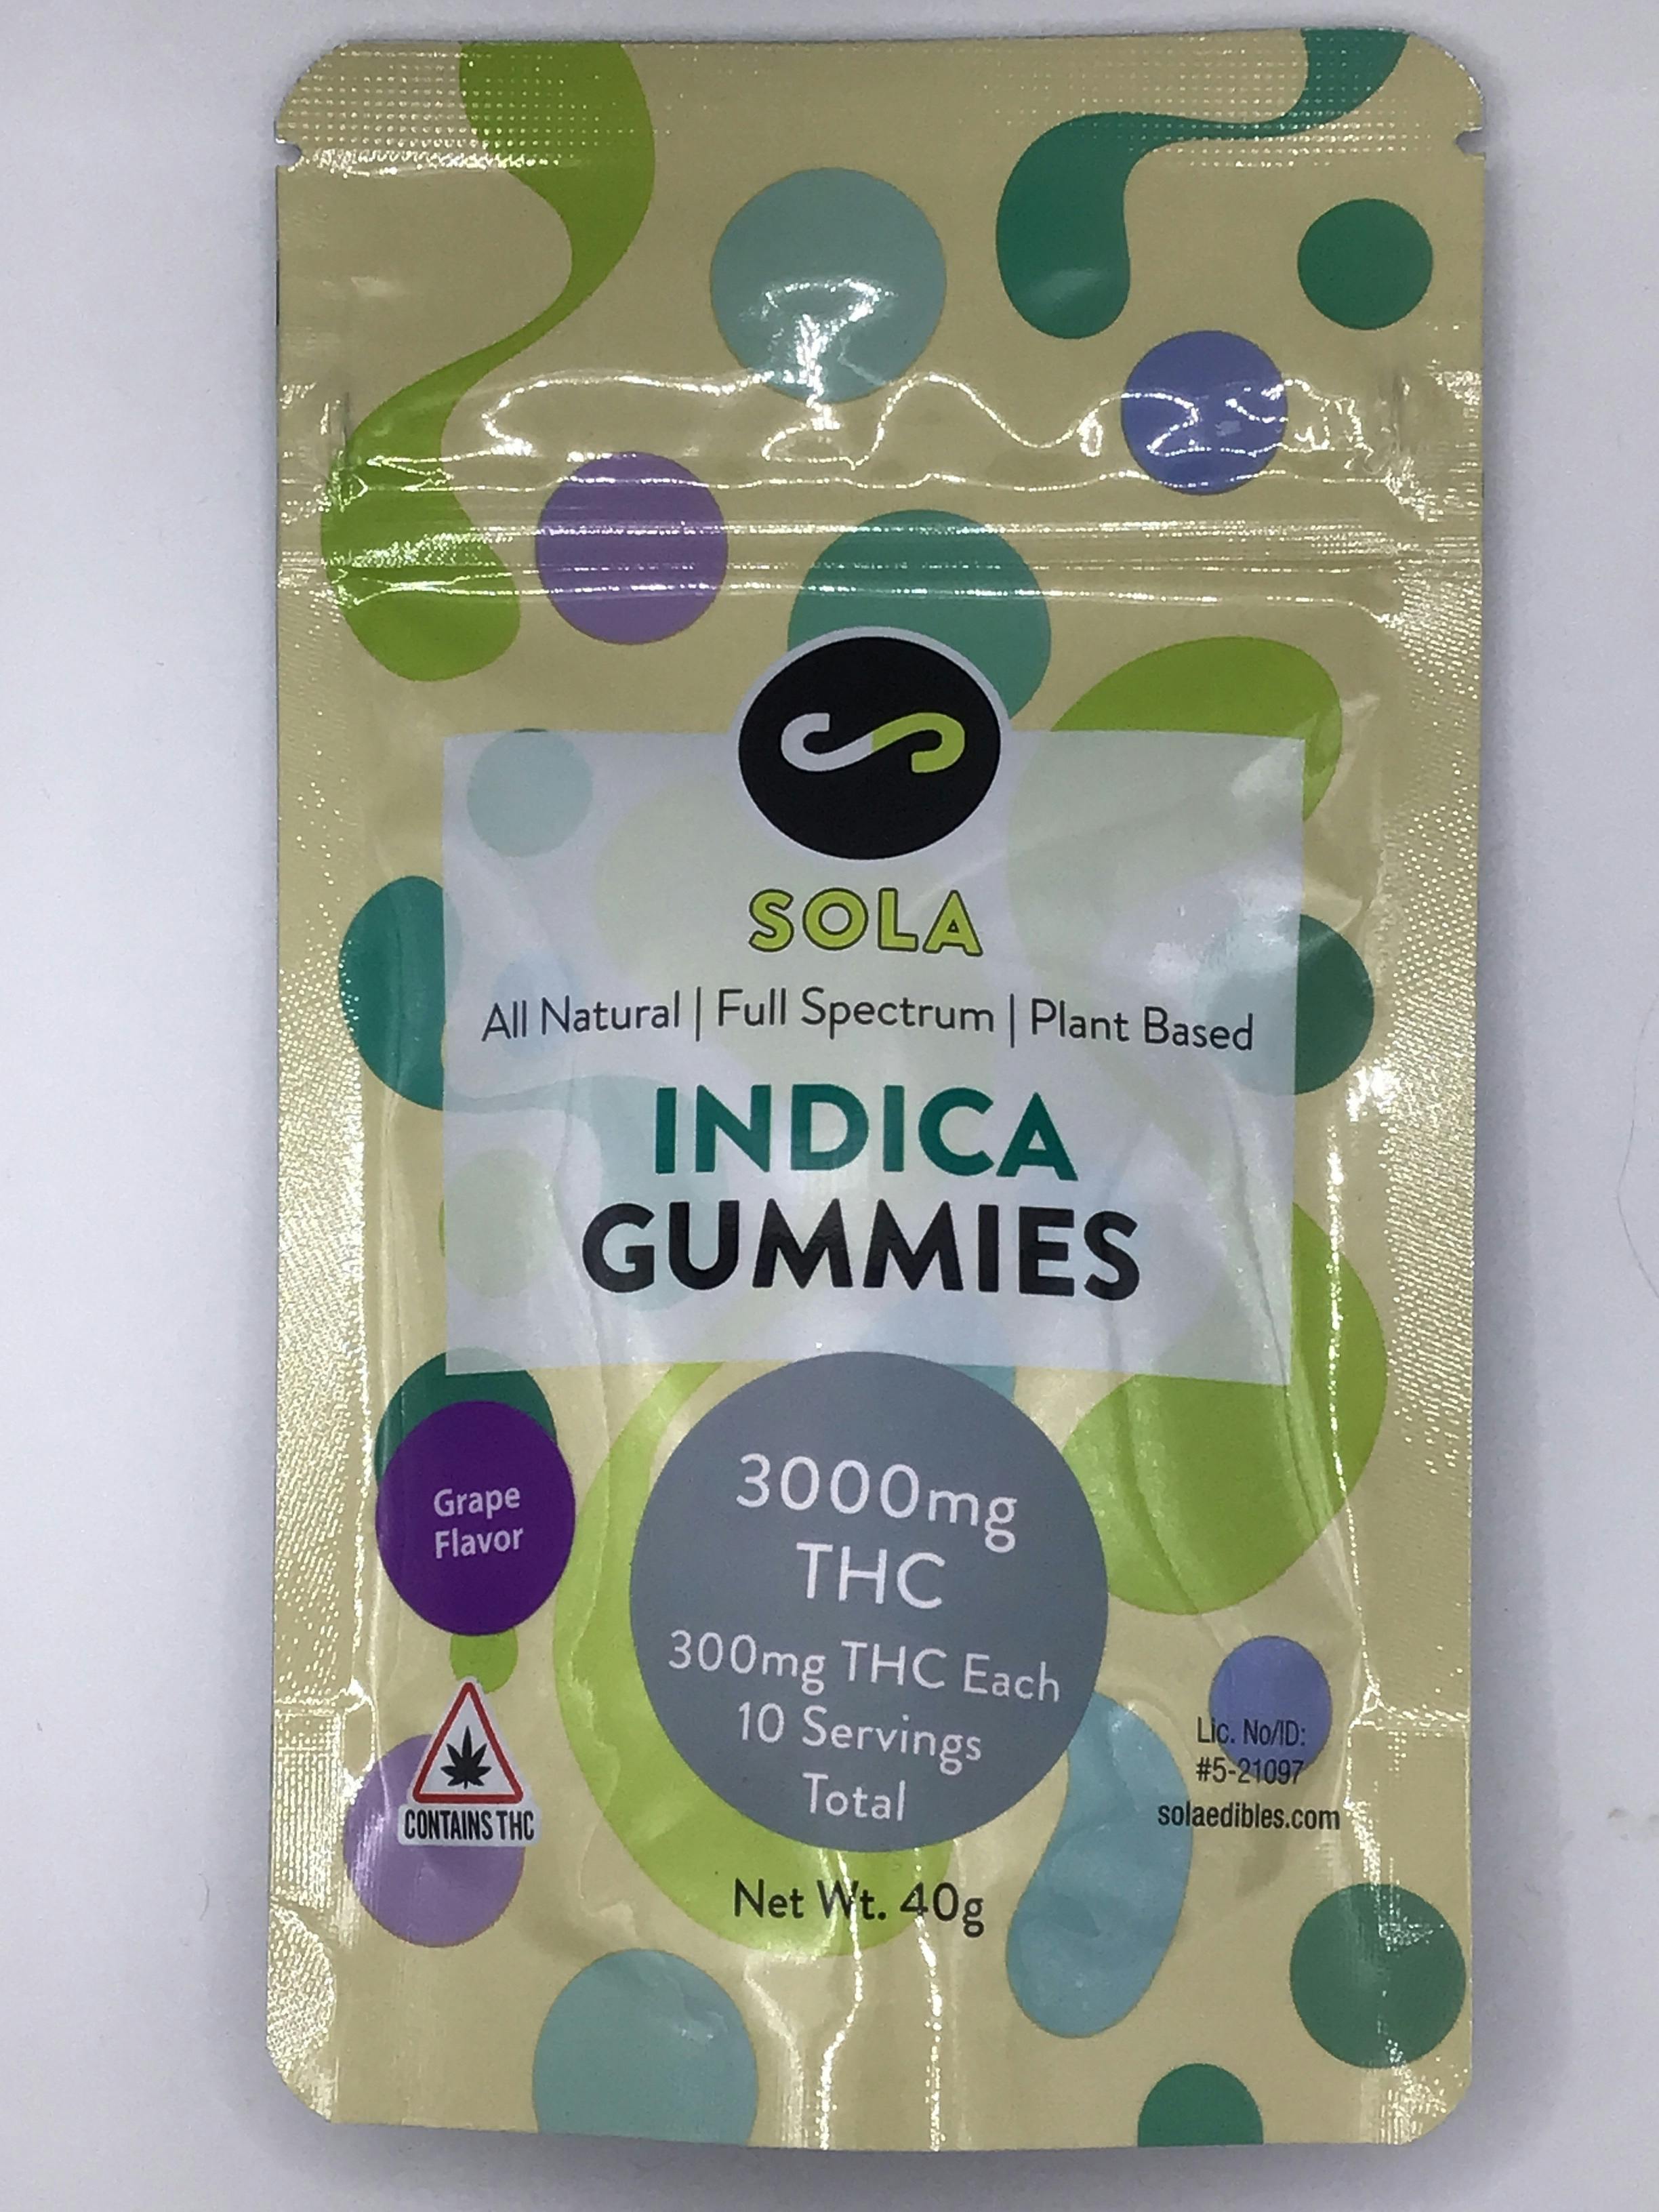 SOLA
All Natural | Full Spectrum | Plant Based
INDICA
GUMMIES
Grape
Flavor
3000mg
THC
300mg THC Each
10 Servings
Total
CONTAINS THC
Lic. No/ID:
#5-21097
solaedibles.com
Net Wt. 40g